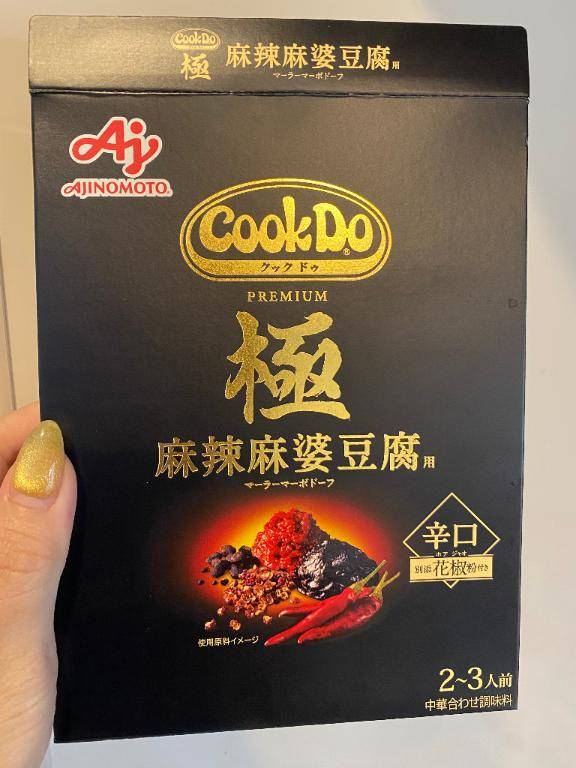 CookDo
極 麻辣麻婆豆腐用
マーラーマーボドーフ
Aj
AJINOMOTO
CookDo®
クック ドゥ
PREMIUM
極
麻辣麻婆豆腐用
マーラーマーボドーフ
辛口
ホア ジャオ
別添花椒粉付き
使用原料イメージ
2~3人前
中華合わせ調味料